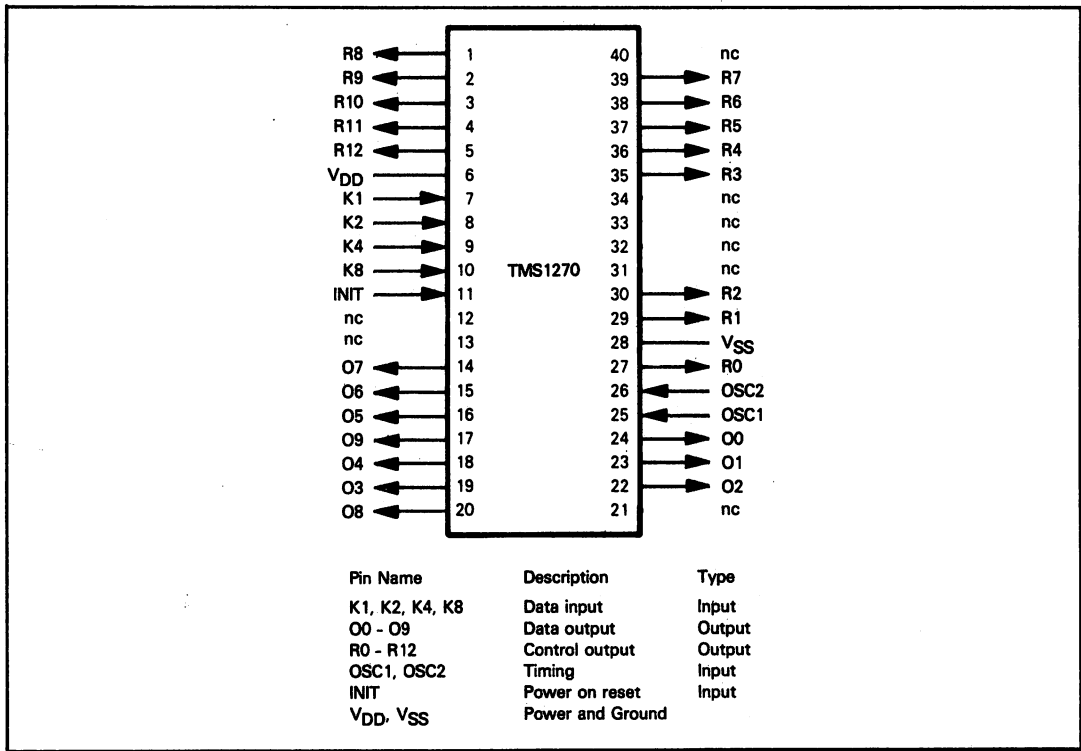 R8 1 40 nc
R9 2 39 R7
R10 3 38 R6
R11 4 37 R5
R12 5 36 R4
VDD 6 35 R3
K1 7 34 nc
K2 8 33 nc
K4 9 32 nc
K8 10 TMS1270 31 nc
INIT 11 30 R2
nc 12 29 R1
nc 13 28 VSS
O7 14 27 R0
O6 15 26 OSC2
O5 16 25 OSC1
O9 17 24 O0
O4 18 23 O1
O3 19 22 O2
O8 20 21 nc
Pin Name Description Type
K1, K2, K4, K8 Data input Input
O0 - O9 Data output Output
R0 - R12 Control output Output
OSC1, OSC2 Timing Input
INIT Power on reset Input
VDD, VSS Power and Ground